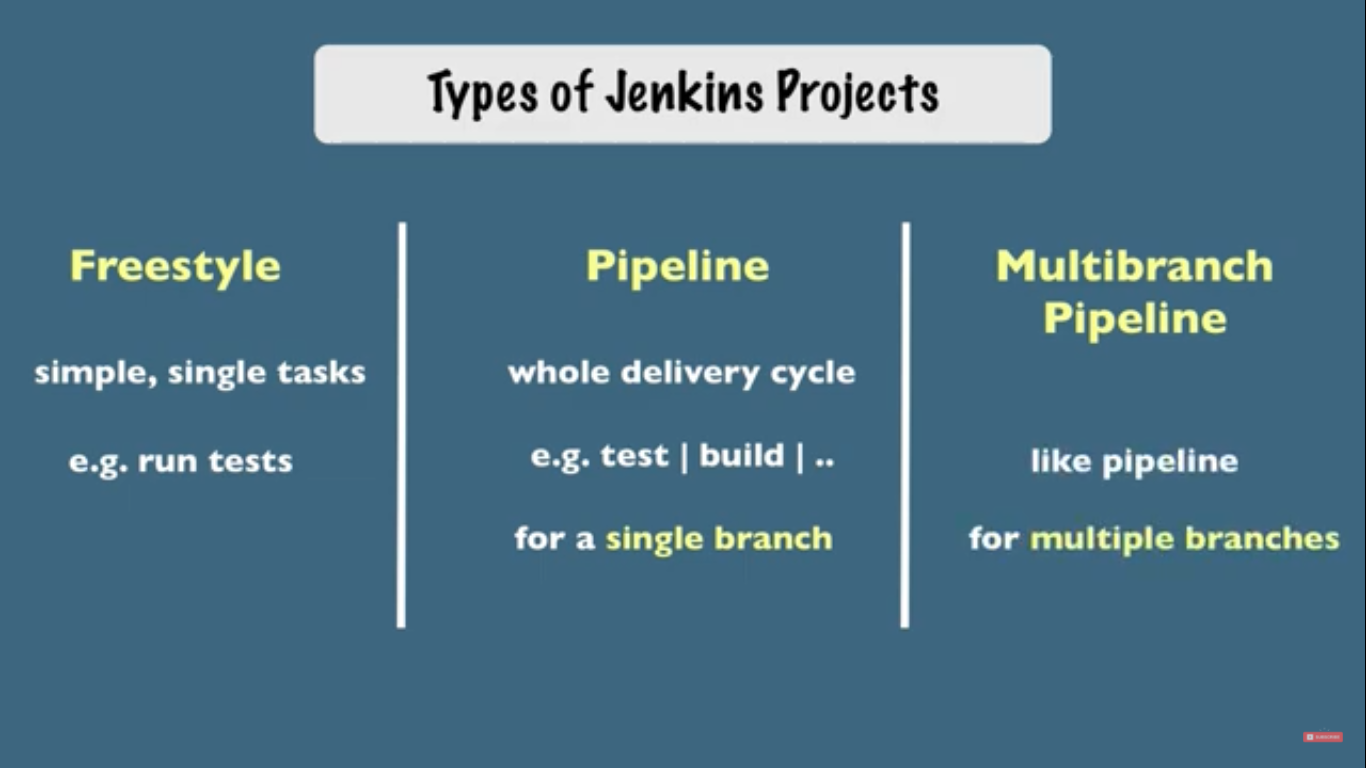 Types of Jenkins Projects
Freestyle
simple, single tasks
e.g. run tests
Pipeline
whole delivery cycle
e.g. test | build | ..
for a single branch
Multibranch
Pipeline
like pipeline
for multiple branches
SUBSCRIBE